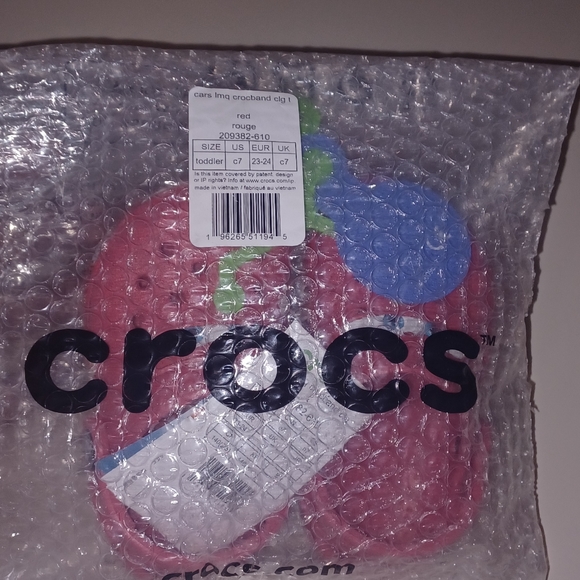 cars lmq crocband clg t
red
rouge
209382-610
SIZE US EUR UK
toddler c7 23-24 c7
Is this item covered by patent, design
or IP rights? Info at www.crocs.com/ip
made in vietnam / fabriqué au vietnam
1 96265 51194 5
crocs™
crocs.com